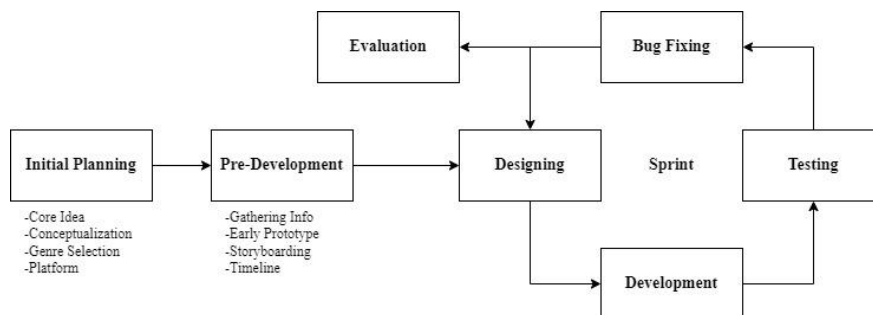 Evaluation
Bug Fixing
Initial Planning
Pre-Development
Designing
Sprint
Testing
-Core Idea
-Conceptualization
-Genre Selection
-Platform
-Gathering Info
-Early Prototype
-Storyboarding
-Timeline
Development